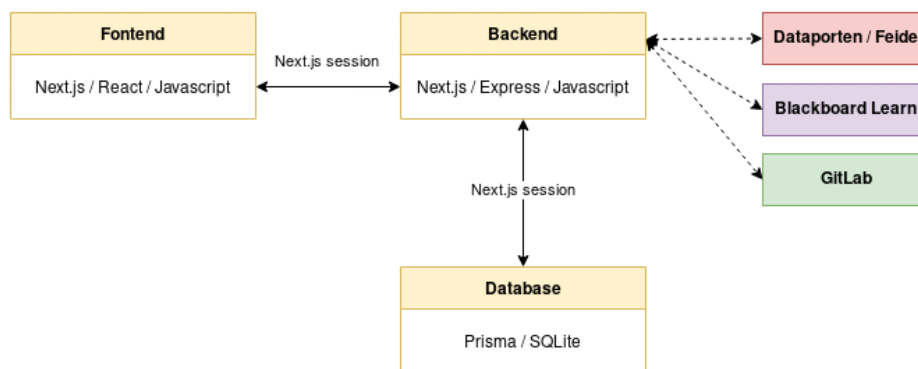 Fontend
Next.js / React / Javascript
Next.js session
Backend
Next.js / Express / Javascript
Dataporten / Feide
Blackboard Learn
GitLab
Next.js session
Database
Prisma / SQLite